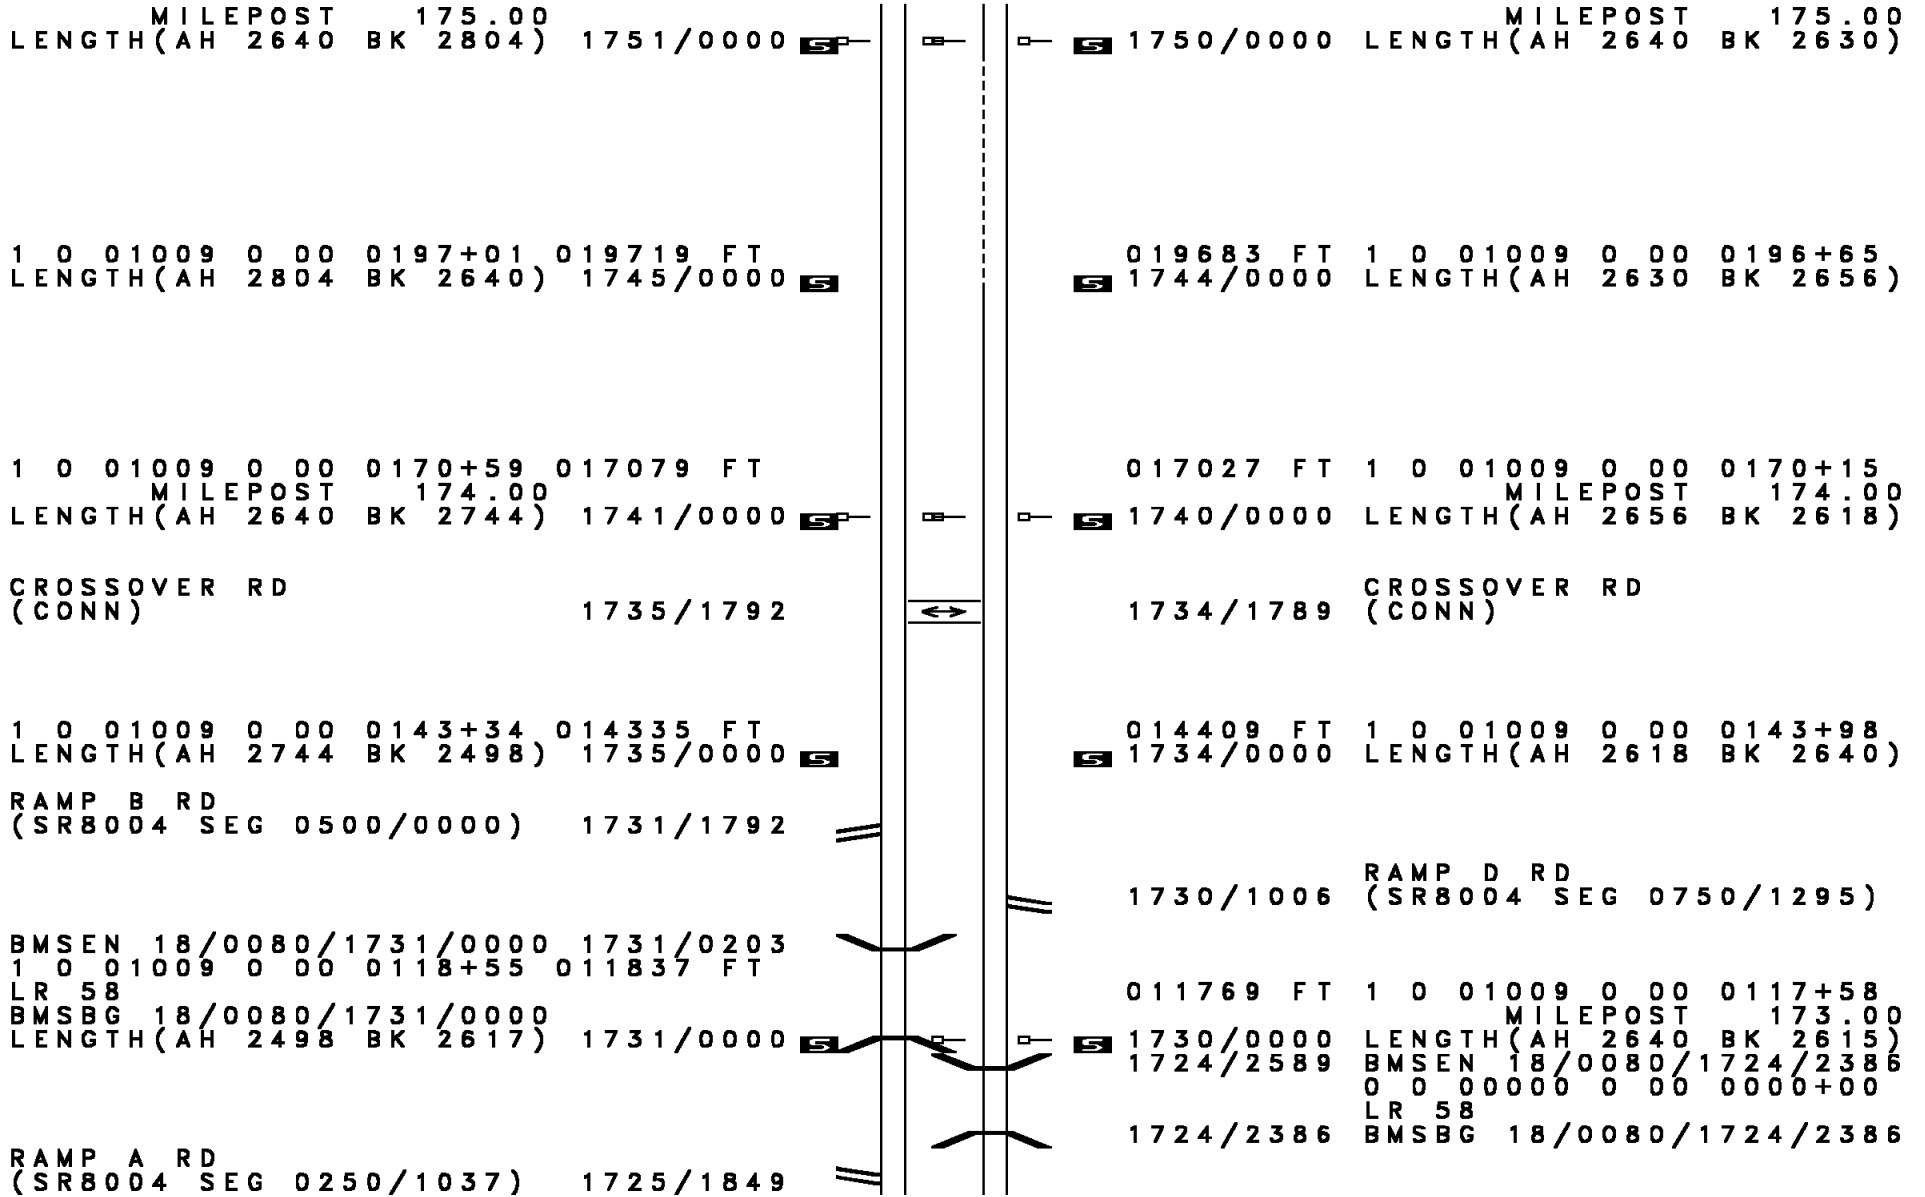 MILEPOST 175.00
LENGTH(AH 2640 BK 2804) 1751/0000 S
MILEPOST 175.00
S 1750/0000 LENGTH(AH 2640 BK 2630)
1 0 01009 0 00 0197+01 019719 FT
LENGTH(AH 2804 BK 2640) 1745/0000 S
019683 FT 1 0 01009 0 00 0196+65
S 1744/0000 LENGTH(AH 2630 BK 2656)
1 0 01009 0 00 0170+59 017079 FT
MILEPOST 174.00
LENGTH(AH 2640 BK 2744) 1741/0000 S
017027 FT 1 0 01009 0 00 0170+15
MILEPOST 174.00
S 1740/0000 LENGTH(AH 2656 BK 2618)
CROSSOVER RD
(CONN) 1735/1792
CROSSOVER RD
1734/1789 (CONN)
1 0 01009 0 00 0143+34 014335 FT
LENGTH(AH 2744 BK 2498) 1735/0000 S
014409 FT 1 0 01009 0 00 0143+98
S 1734/0000 LENGTH(AH 2618 BK 2640)
RAMP B RD
(SR8004 SEG 0500/0000) 1731/1792
RAMP D RD
1730/1006 (SR8004 SEG 0750/1295)
BMSEN 18/0080/1731/0000 1731/0203
1 0 01009 0 00 0118+55 011837 FT
LR 58
BMSBG 18/0080/1731/0000
LENGTH(AH 2498 BK 2617) 1731/0000 S
011769 FT 1 0 01009 0 00 0117+58
MILEPOST 173.00
S 1730/0000 LENGTH(AH 2640 BK 2615)
1724/2589 BMSEN 18/0080/1724/2386
0 0 00000 0 00 0000+00
LR 58
1724/2386 BMSBG 18/0080/1724/2386
RAMP A RD
(SR8004 SEG 0250/1037) 1725/1849